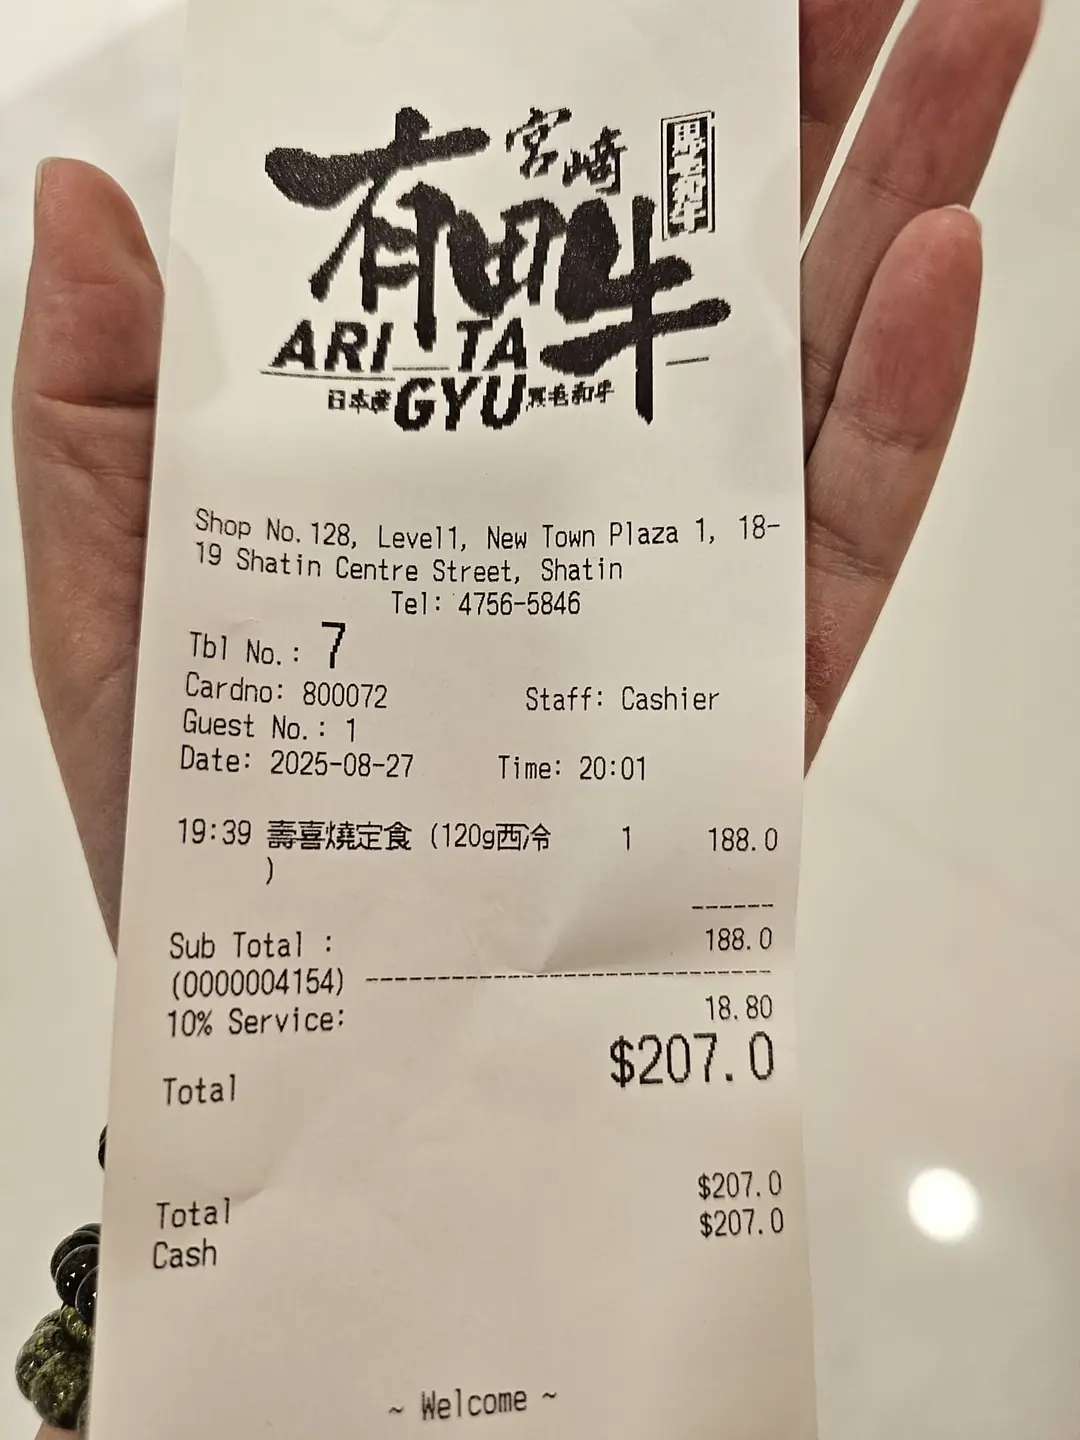 宮崎
黒毛和牛
有田牛
ARITA
日本産 GYU 黒毛和牛
Shop No.128, Level1, New Town Plaza 1, 18-
19 Shatin Centre Street, Shatin
Tel: 4756-5846
Tbl No.: 7
Cardno: 800072 Staff: Cashier
Guest No.: 1
Date: 2025-08-27 Time: 20:01
19:39 壽喜燒定食 (120g西冷 1 188.0
)
------
Sub Total : 188.0
(0000004154) ----------------------------
10% Service: 18.80
Total $207.0
Total $207.0
Cash $207.0
~ Welcome ~